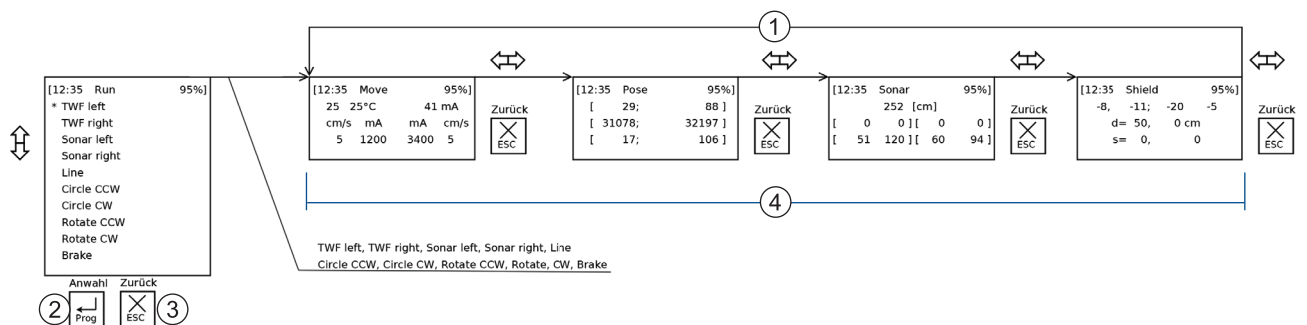 1
[12:35 Run 95%]
* TWF left
TWF right
Sonar left
Sonar right
Line
Circle CCW
Circle CW
Rotate CCW
Rotate CW
Brake
Anwahl
Zurück
2
Prog
ESC
3
[12:35 Move 95%]
25 25°C 41 mA
cm/s mA mA cm/s
5 1200 3400 5
Zurück
ESC
[12:35 Pose 95%]
[ 29; 88 ]
[ 31078; 32197 ]
[ 17; 106 ]
Zurück
ESC
[12:35 Sonar 95%]
252 [cm]
[ 0 0 ] [ 0 0 ]
[ 51 120 ] [ 60 94 ]
Zurück
ESC
[12:35 Shield 95%]
-8, -11; -20 -5
d= 50, 0 cm
s= 0, 0
Zurück
ESC
4
TWF left, TWF right, Sonar left, Sonar right, Line
Circle CCW, Circle CW, Rotate CCW, Rotate, CW, Brake